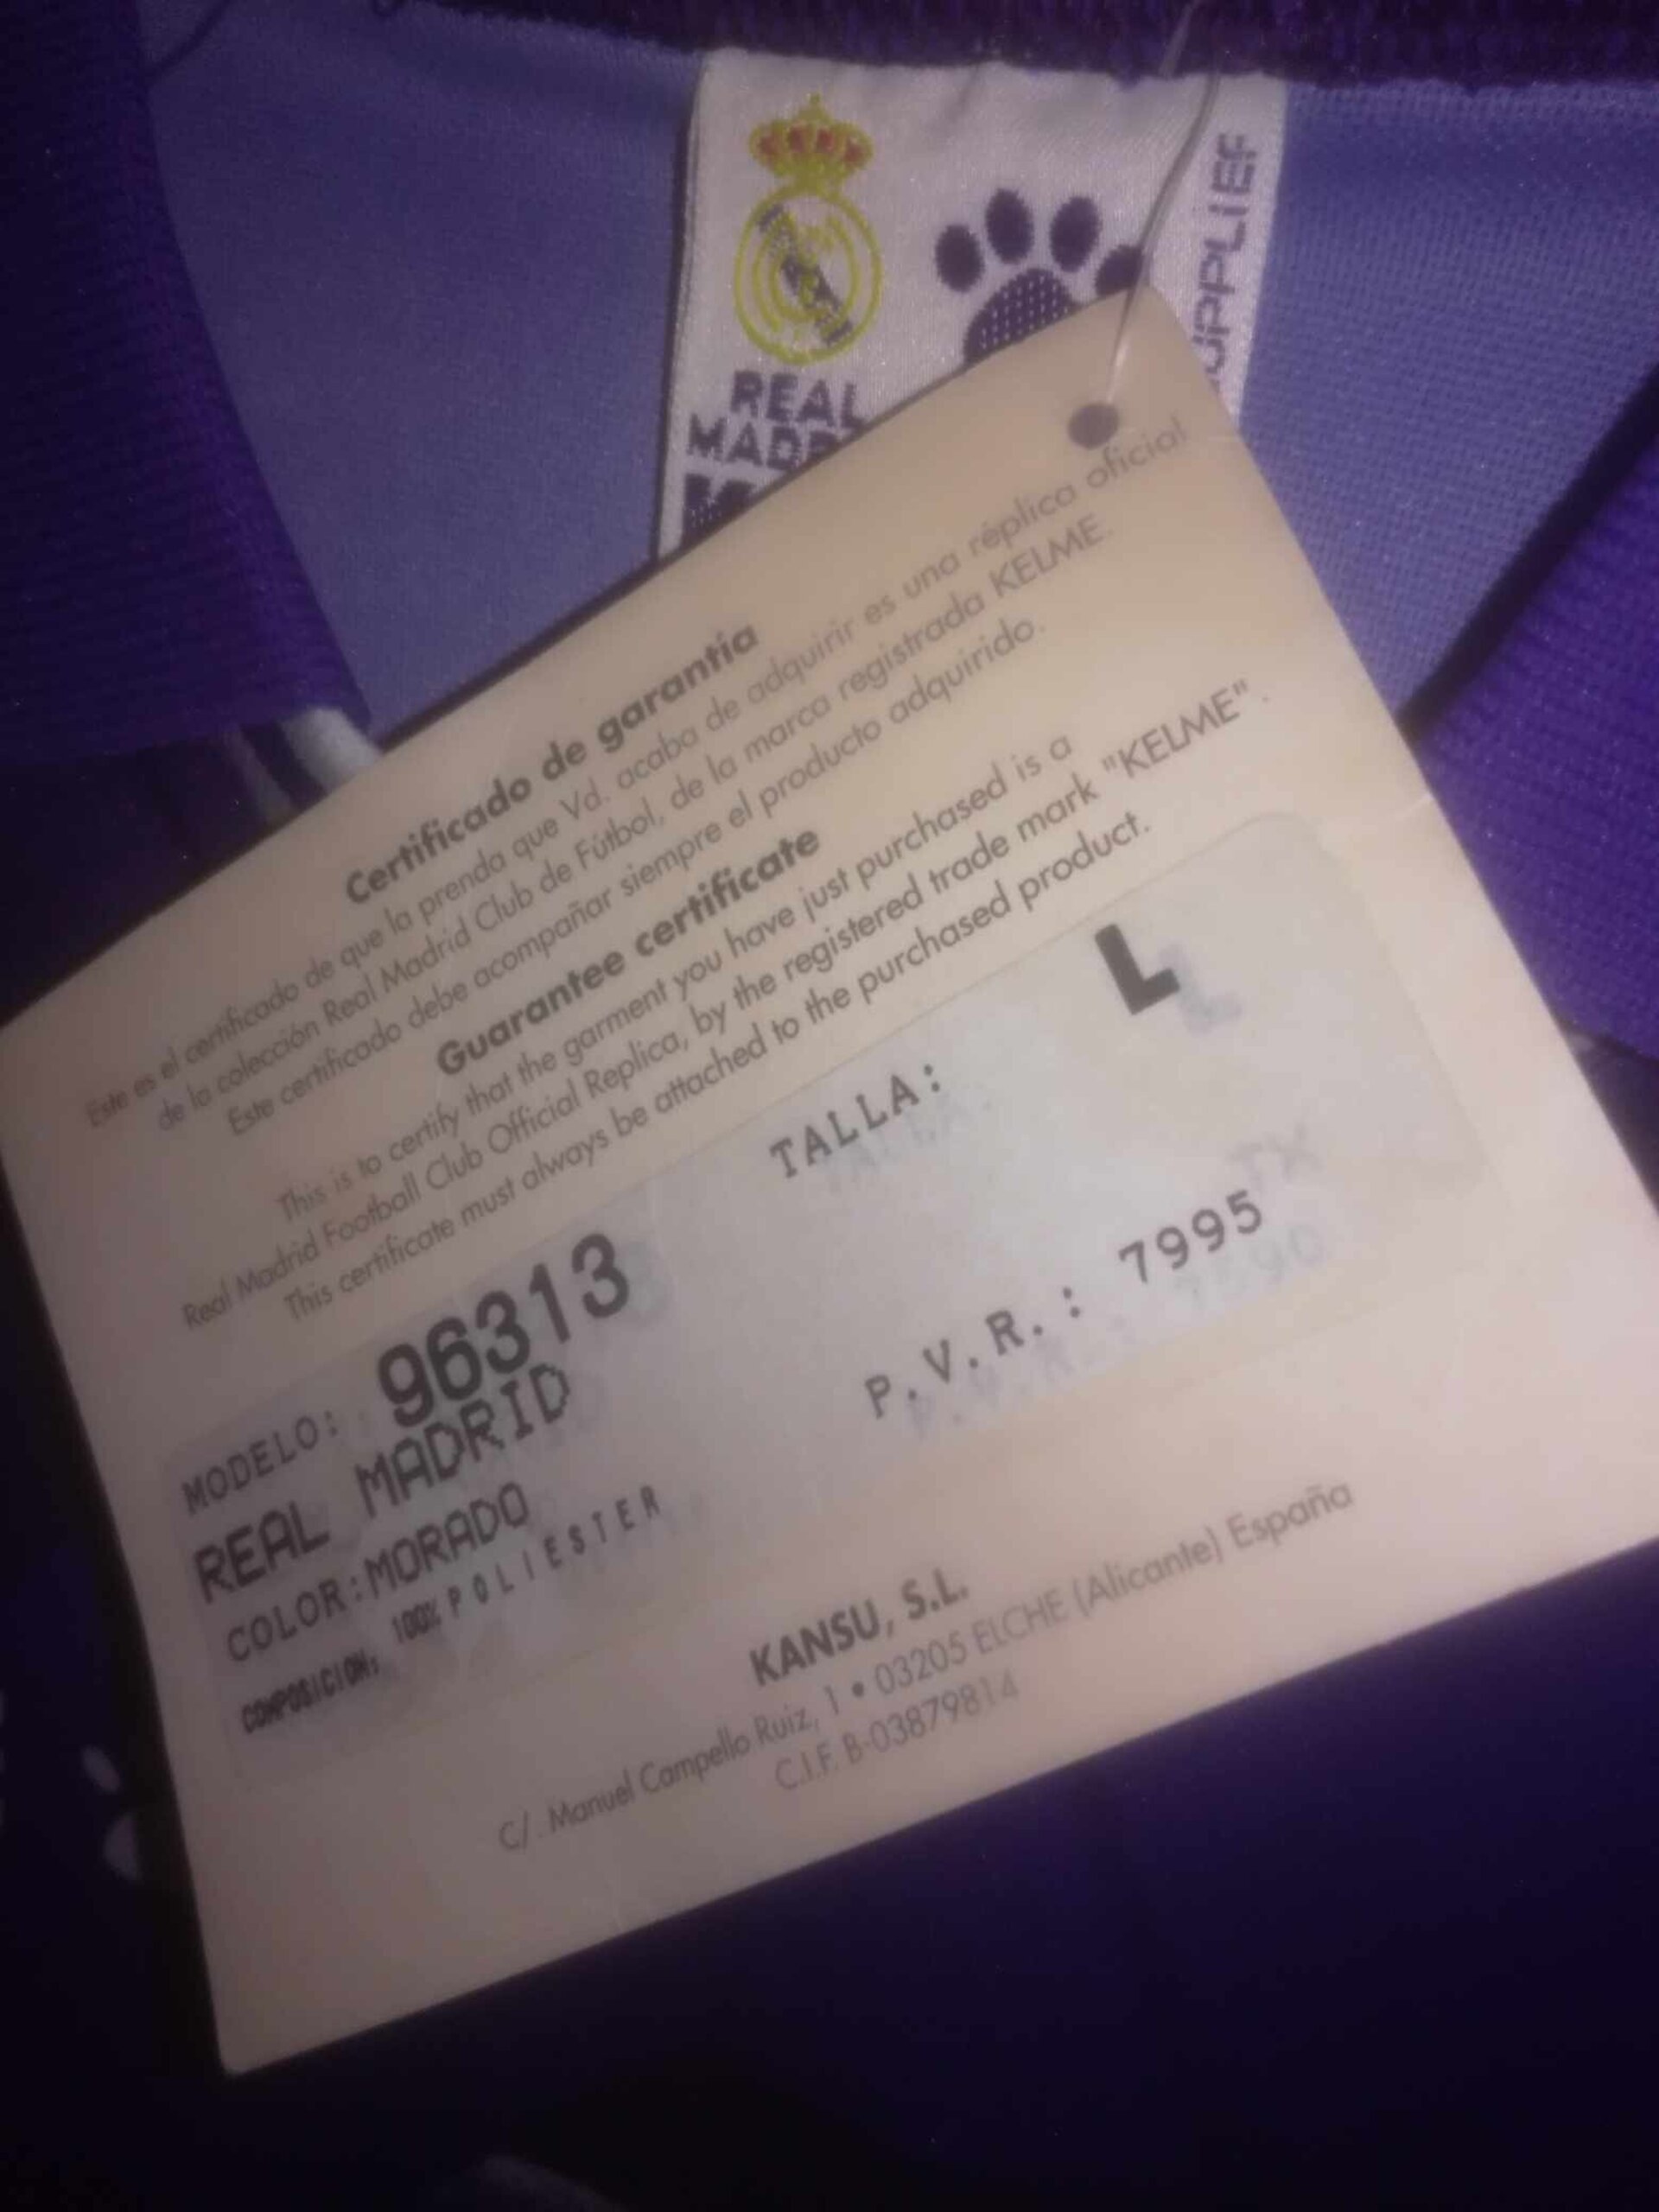 REAL
MADR
Certificado de garantía
Este es el certificado de que la prenda que Vd. acaba de adquirir es una réplica oficial
de la colección Real Madrid Club de Fútbol, de la marca registrada KELME.
Este certificado debe acompañar siempre el producto adquirido.
Guarantee certificate
This is to certify that the garment you have just purchased is a
Real Madrid Football Club Official Replica, by the registered trade mark "KELME".
This certificate must always be attached to the purchased product.
MODELO: 96313 TALLA: L
REAL MADRID
COLOR:MORADO P.V.R.: 7995
COMPOSICION: 100% POLIESTER
KANSU, S.L.
C/. Manuel Campello Ruiz, 1 • 03205 ELCHE (Alicante) España
C.I.F. B-03879814